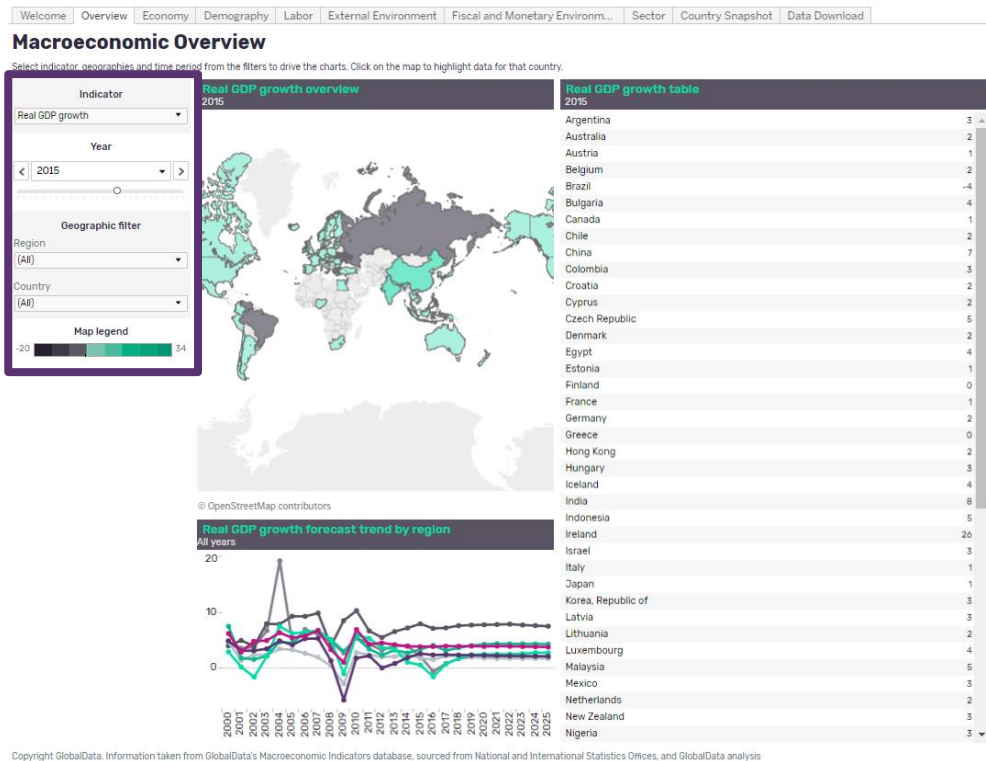 Welcome Overview Economy Demography Labor External Environment Fiscal and Monetary Environm... Sector Country Snapshot Data Download
Macroeconomic Overview
Select indicator, geographies and time period from the filters to drive the charts. Click on the map to highlight data for that country.
Indicator
Real GDP growth
Year
2015
Geographic filter
Region
(All)
Country
(All)
Map legend
-20 34
Real GDP growth overview
2015
© OpenStreetMap contributors
Real GDP growth forecast trend by region
All years
20
10
0
2000 2001 2002 2003 2004 2005 2006 2007 2008 2009 2010 2011 2012 2013 2014 2015 2016 2017 2018 2019 2020 2021 2022 2023 2024 2025
Real GDP growth table
2015
Argentina 3
Australia 2
Austria 1
Belgium 2
Brazil -4
Bulgaria 4
Canada 1
Chile 2
China 7
Colombia 3
Croatia 2
Cyprus 2
Czech Republic 5
Denmark 2
Egypt 4
Estonia 1
Finland 0
France 1
Germany 2
Greece 0
Hong Kong 2
Hungary 3
Iceland 4
India 8
Indonesia 5
Ireland 26
Israel 3
Italy 1
Japan 1
Korea, Republic of 3
Latvia 3
Lithuania 2
Luxembourg 4
Malaysia 5
Mexico 3
Netherlands 2
New Zealand 3
Nigeria 3
Copyright GlobalData. Information taken from GlobalData's Macroeconomic Indicators database, sourced from National and International Statistics Offices, and GlobalData analysis